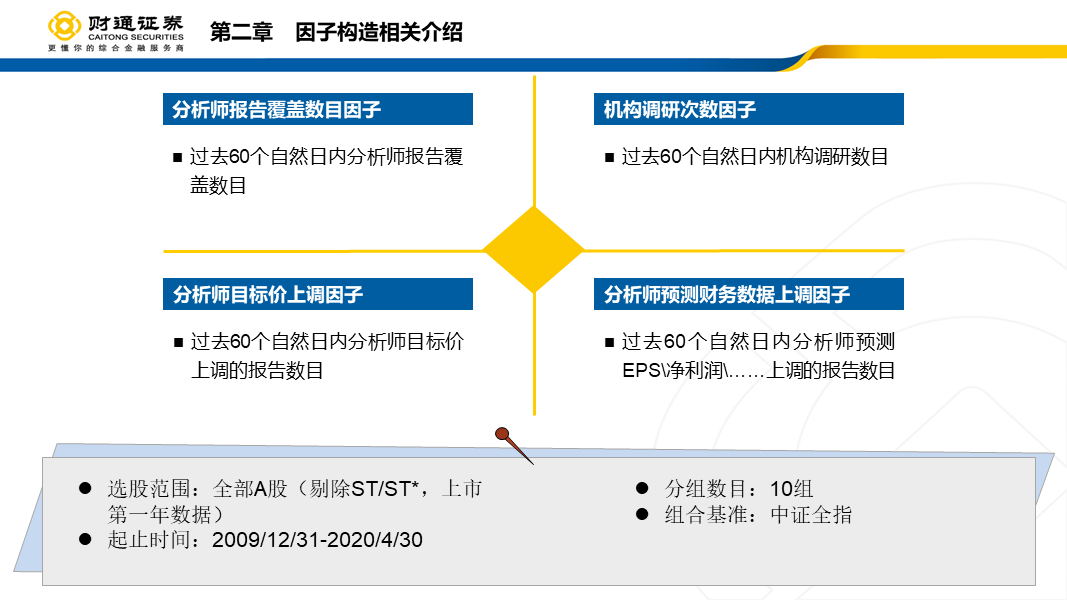 财通证券
CAITONG SECURITIES
更懂你的综合金融服务商
第二章 因子构造相关介绍
分析师报告覆盖数目因子
■ 过去60个自然日内分析师报告覆
盖数目
机构调研次数因子
■ 过去60个自然日内机构调研数目
分析师目标价上调因子
■ 过去60个自然日内分析师目标价
上调的报告数目
分析师预测财务数据上调因子
■ 过去60个自然日内分析师预测
EPS\净利润\……上调的报告数目
● 选股范围：全部A股（剔除ST/ST*，上市
第一年数据）
● 起止时间：2009/12/31-2020/4/30
● 分组数目：10组
● 组合基准：中证全指